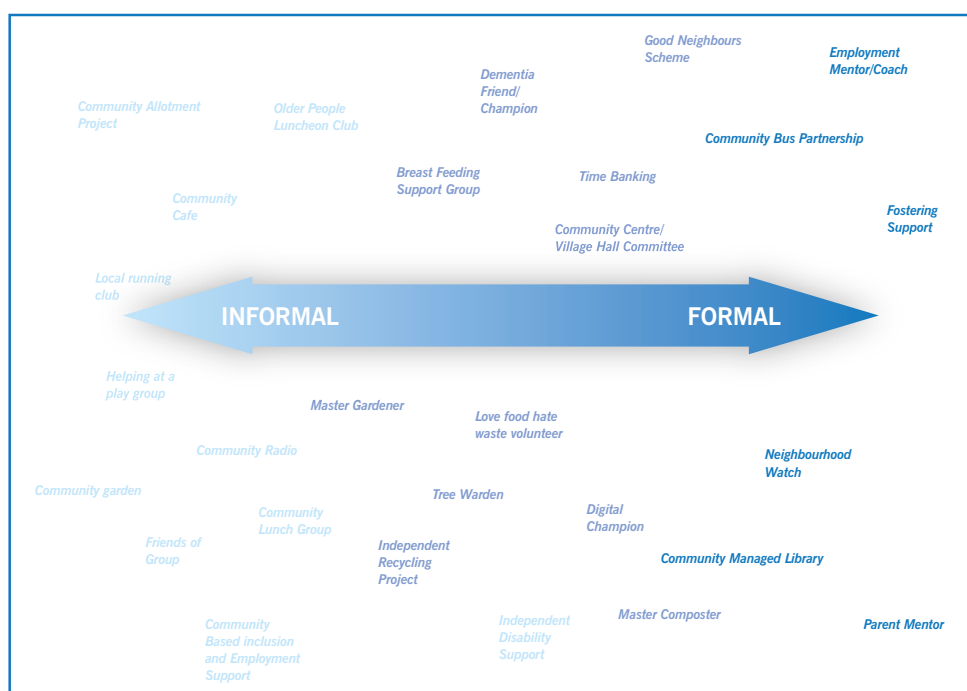 Good Neighbours
Scheme
Employment
Mentor/Coach
Dementia
Friend/
Champion
Community Allotment
Project
Older People
Luncheon Club
Community Bus Partnership
Breast Feeding
Support Group
Time Banking
Community
Cafe
Fostering
Support
Community Centre/
Village Hall Committee
Local running
club
INFORMAL
FORMAL
Helping at a
play group
Master Gardener
Love food hate
waste volunteer
Community Radio
Neighbourhood
Watch
Community garden
Tree Warden
Community
Lunch Group
Digital
Champion
Friends of
Group
Independent
Recycling
Project
Community Managed Library
Community
Based inclusion
and Employment
Support
Independent
Disability
Support
Master Composter
Parent Mentor